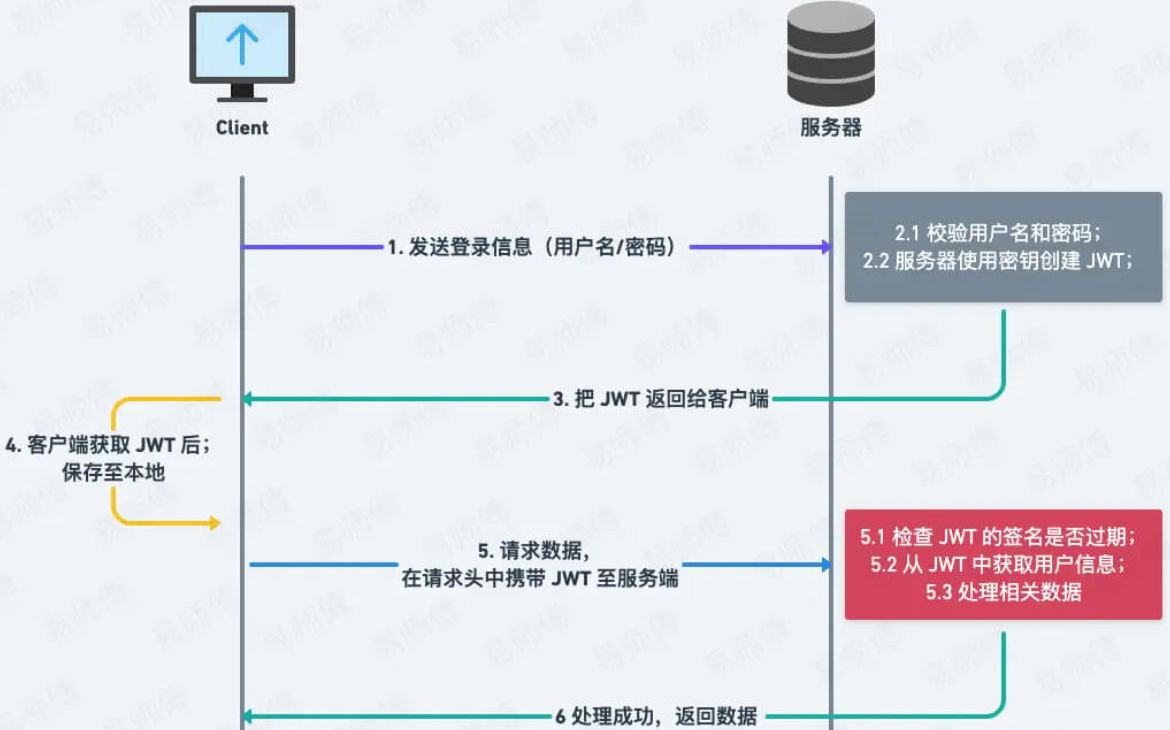 Client
服务器
1. 发送登录信息（用户名/密码）
2.1 校验用户名和密码；
2.2 服务器使用密钥创建 JWT；
3. 把 JWT 返回给客户端
4. 客户端获取 JWT 后；
保存至本地
5. 请求数据，
在请求头中携带 JWT 至服务端
5.1 检查 JWT 的签名是否过期；
5.2 从 JWT 中获取用户信息；
5.3 处理相关数据
6 处理成功，返回数据
易师傅